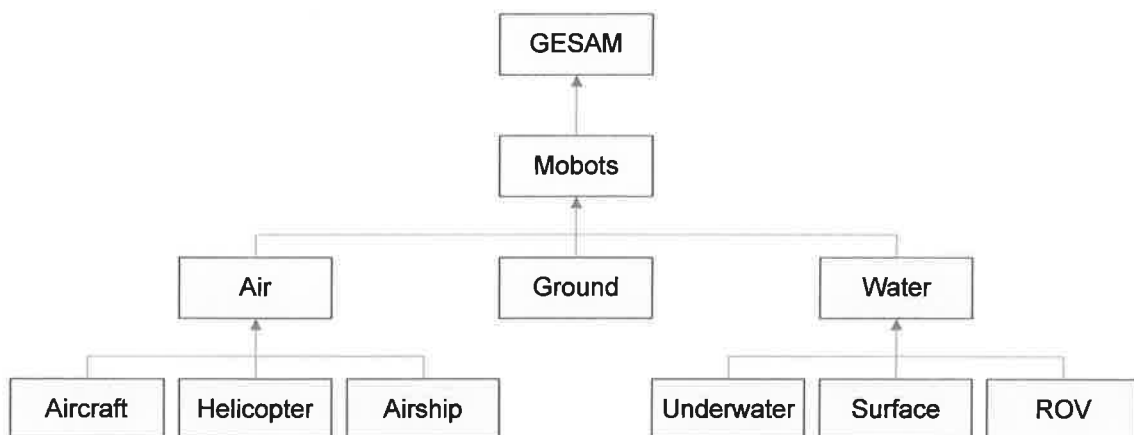 GESAM
Mobots
Air
Ground
Water
Aircraft
Helicopter
Airship
Underwater
Surface
ROV